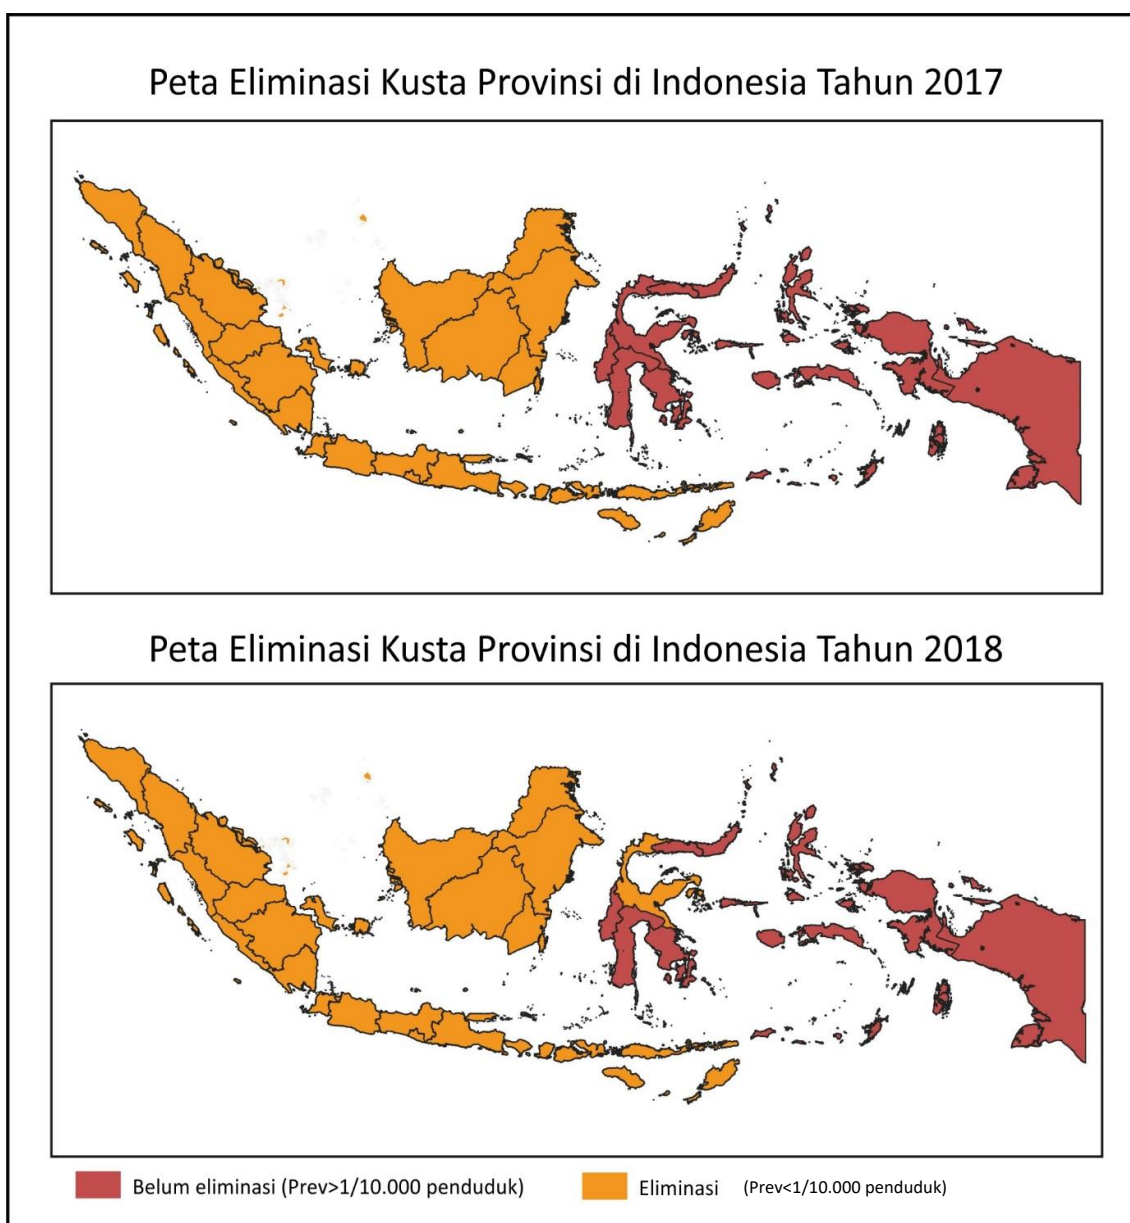 Peta Eliminasi Kusta Provinsi di Indonesia Tahun 2017
Peta Eliminasi Kusta Provinsi di Indonesia Tahun 2018
Belum eliminasi (Prev>1/10.000 penduduk)
Eliminasi (Prev<1/10.000 penduduk)